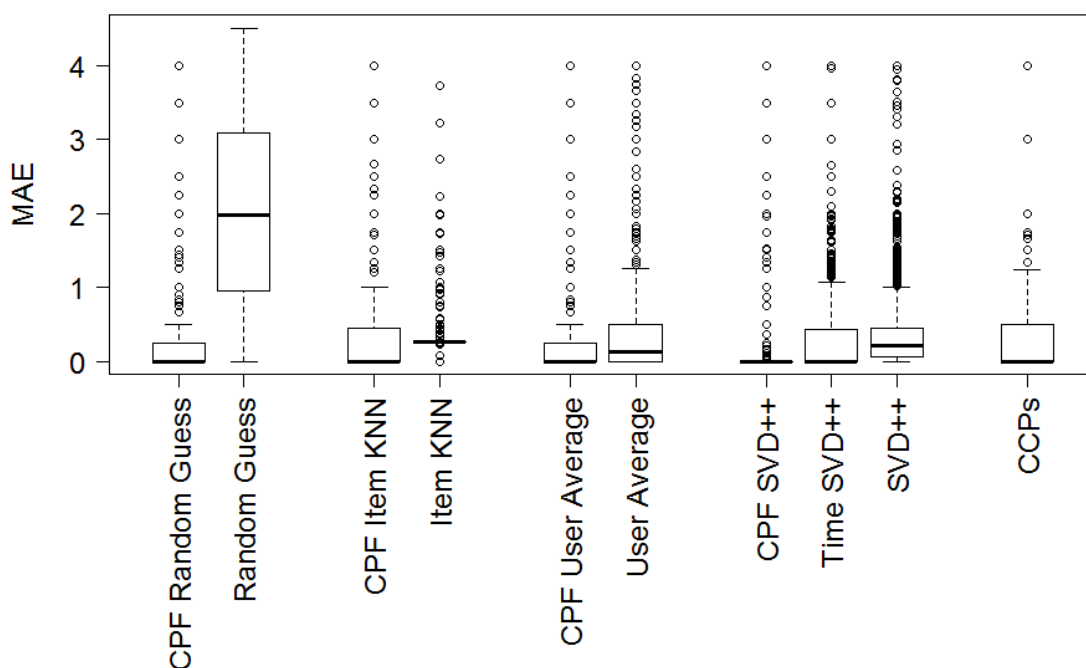 MAE
4
3
2
1
0
CPF Random Guess
Random Guess
CPF Item KNN
Item KNN
CPF User Average
User Average
CPF SVD++
Time SVD++
SVD++
CCPs